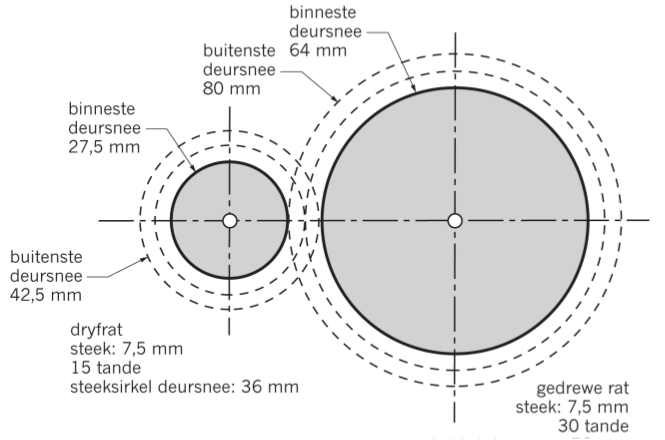 binneste
deursnee
64 mm
buitenste
deursnee
80 mm
binneste
deursnee
27,5 mm
buitenste
deursnee
42,5 mm
dryfrat
steek: 7,5 mm
15 tande
steeksirkel deursnee: 36 mm
gedrewe rat
steek: 7,5 mm
30 tande